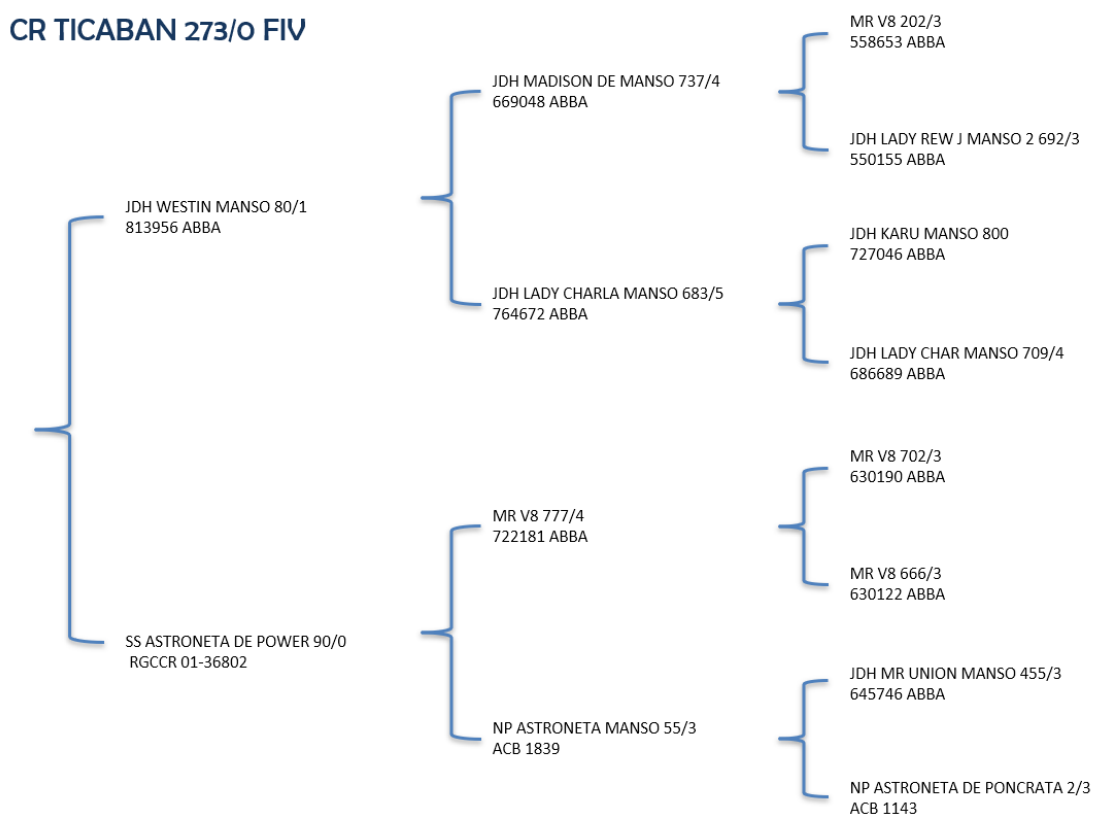 CR TICABAN 273/0 FIV
MR V8 202/3
558653 ABBA
JDH MADISON DE MANSO 737/4
669048 ABBA
JDH LADY REW J MANSO 2 692/3
550155 ABBA
JDH WESTIN MANSO 80/1
813956 ABBA
JDH KARU MANSO 800
727046 ABBA
JDH LADY CHARLA MANSO 683/5
764672 ABBA
JDH LADY CHAR MANSO 709/4
686689 ABBA
MR V8 702/3
630190 ABBA
MR V8 777/4
722181 ABBA
MR V8 666/3
630122 ABBA
SS ASTRONETA DE POWER 90/0
RGCCR 01-36802
JDH MR UNION MANSO 455/3
645746 ABBA
NP ASTRONETA MANSO 55/3
ACB 1839
NP ASTRONETA DE PONCRATA 2/3
ACB 1143